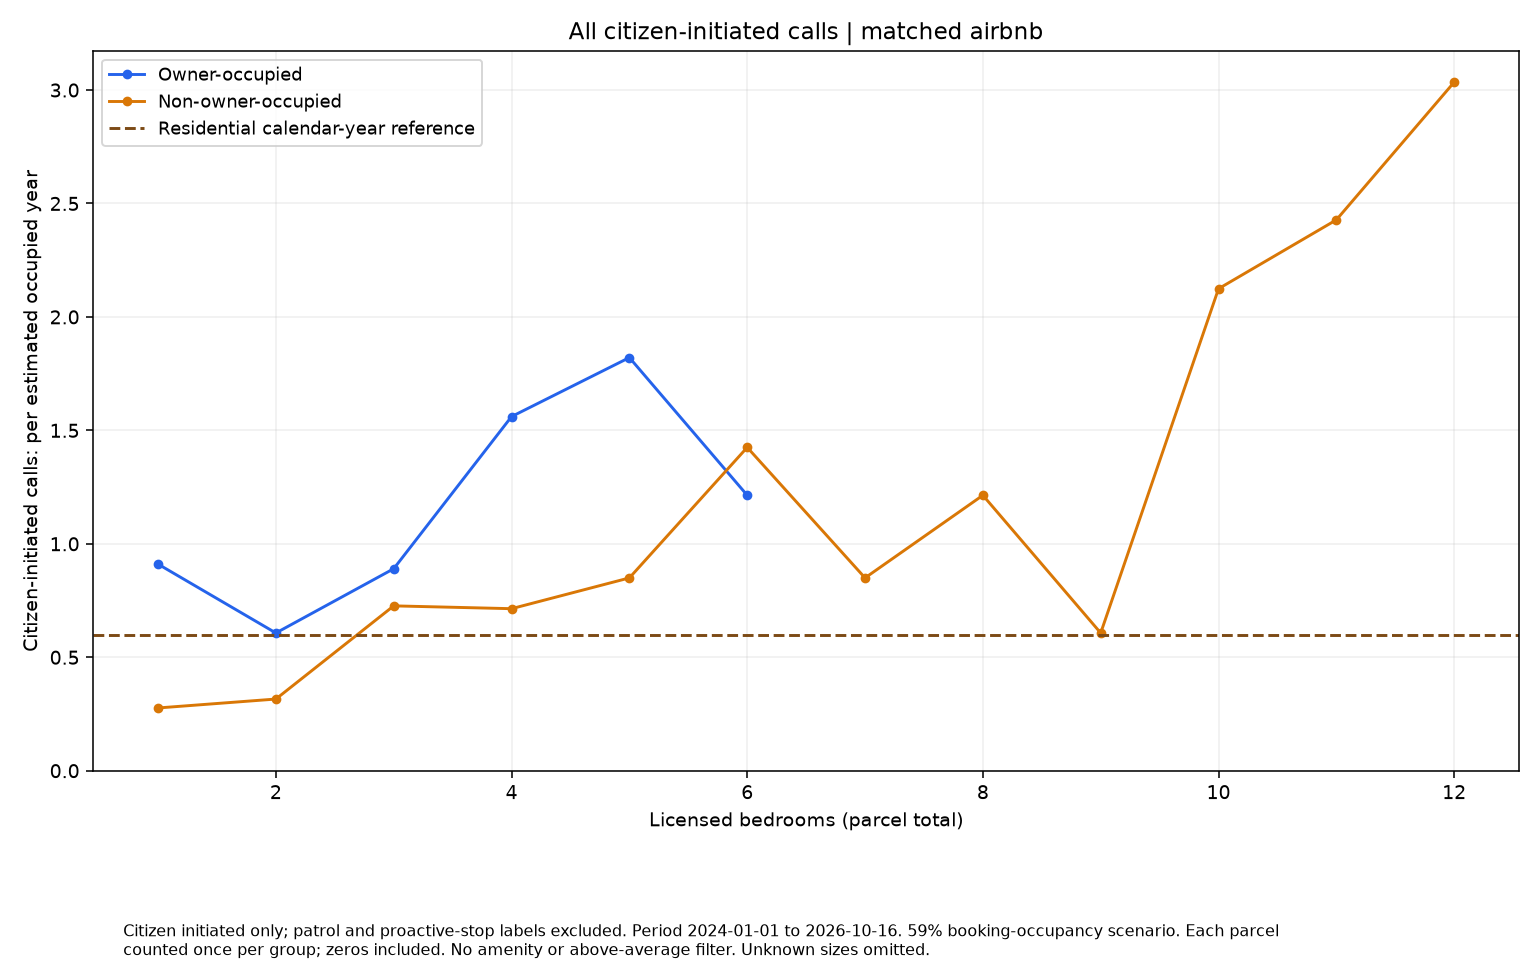 All citizen-initiated calls | matched airbnb
Owner-occupied
Non-owner-occupied
Residential calendar-year reference
Citizen-initiated calls: per estimated occupied year
3.0
2.5
2.0
1.5
1.0
0.5
0.0
2 4 6 8 10 12
Licensed bedrooms (parcel total)
Citizen initiated only; patrol and proactive-stop labels excluded. Period 2024-01-01 to 2026-10-16. 59% booking-occupancy scenario. Each parcel
counted once per group; zeros included. No amenity or above-average filter. Unknown sizes omitted.